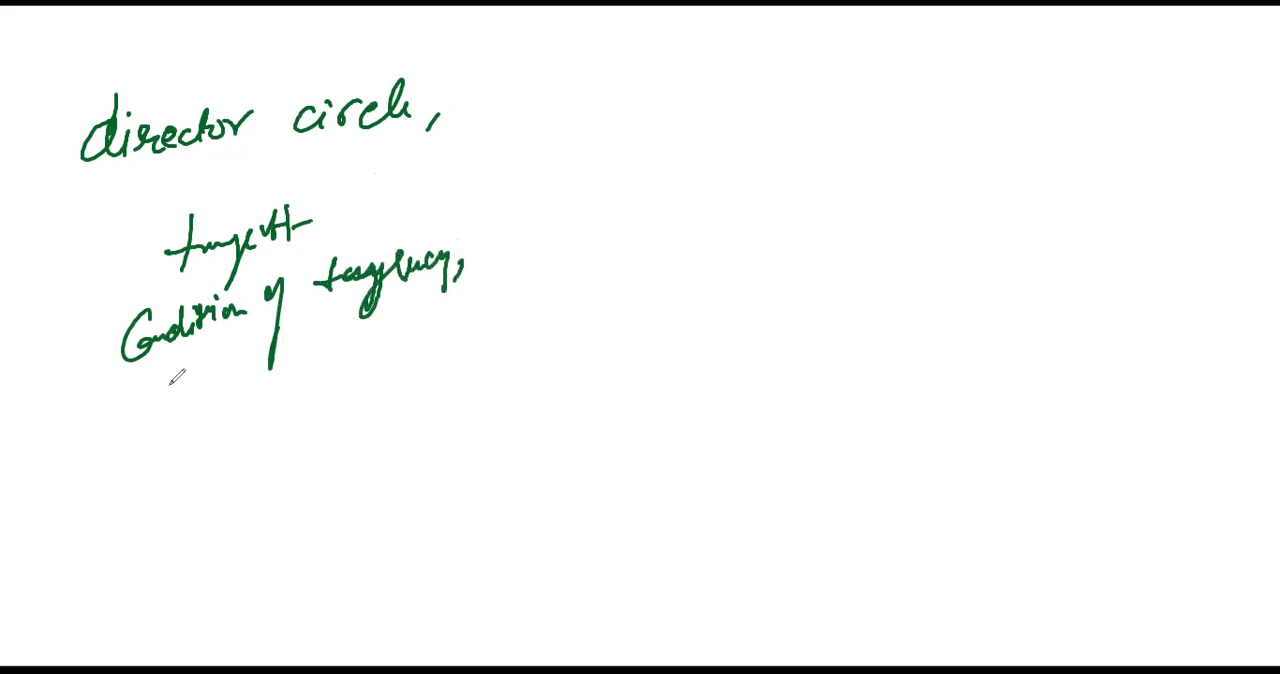 director circle,
tangent
Condition of tangency,